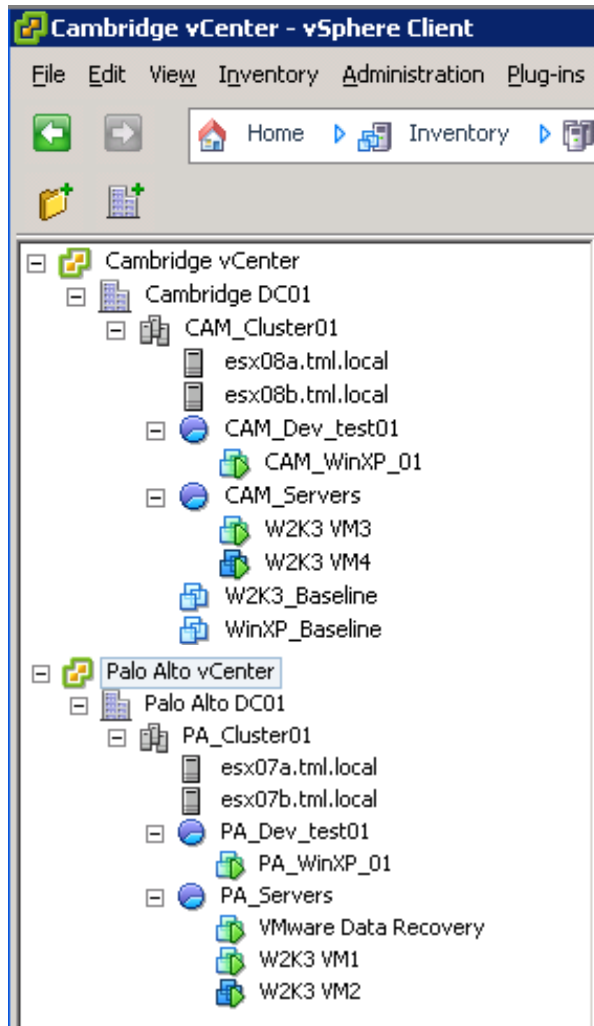 Cambridge vCenter - vSphere Client
File Edit View Inventory Administration Plug-ins
Home Inventory
Cambridge vCenter
Cambridge DC01
CAM_Cluster01
esx08a.tml.local
esx08b.tml.local
CAM_Dev_test01
CAM_WinXP_01
CAM_Servers
W2K3 VM3
W2K3 VM4
W2K3_Baseline
WinXP_Baseline
Palo Alto vCenter
Palo Alto DC01
PA_Cluster01
esx07a.tml.local
esx07b.tml.local
PA_Dev_test01
PA_WinXP_01
PA_Servers
VMware Data Recovery
W2K3 VM1
W2K3 VM2